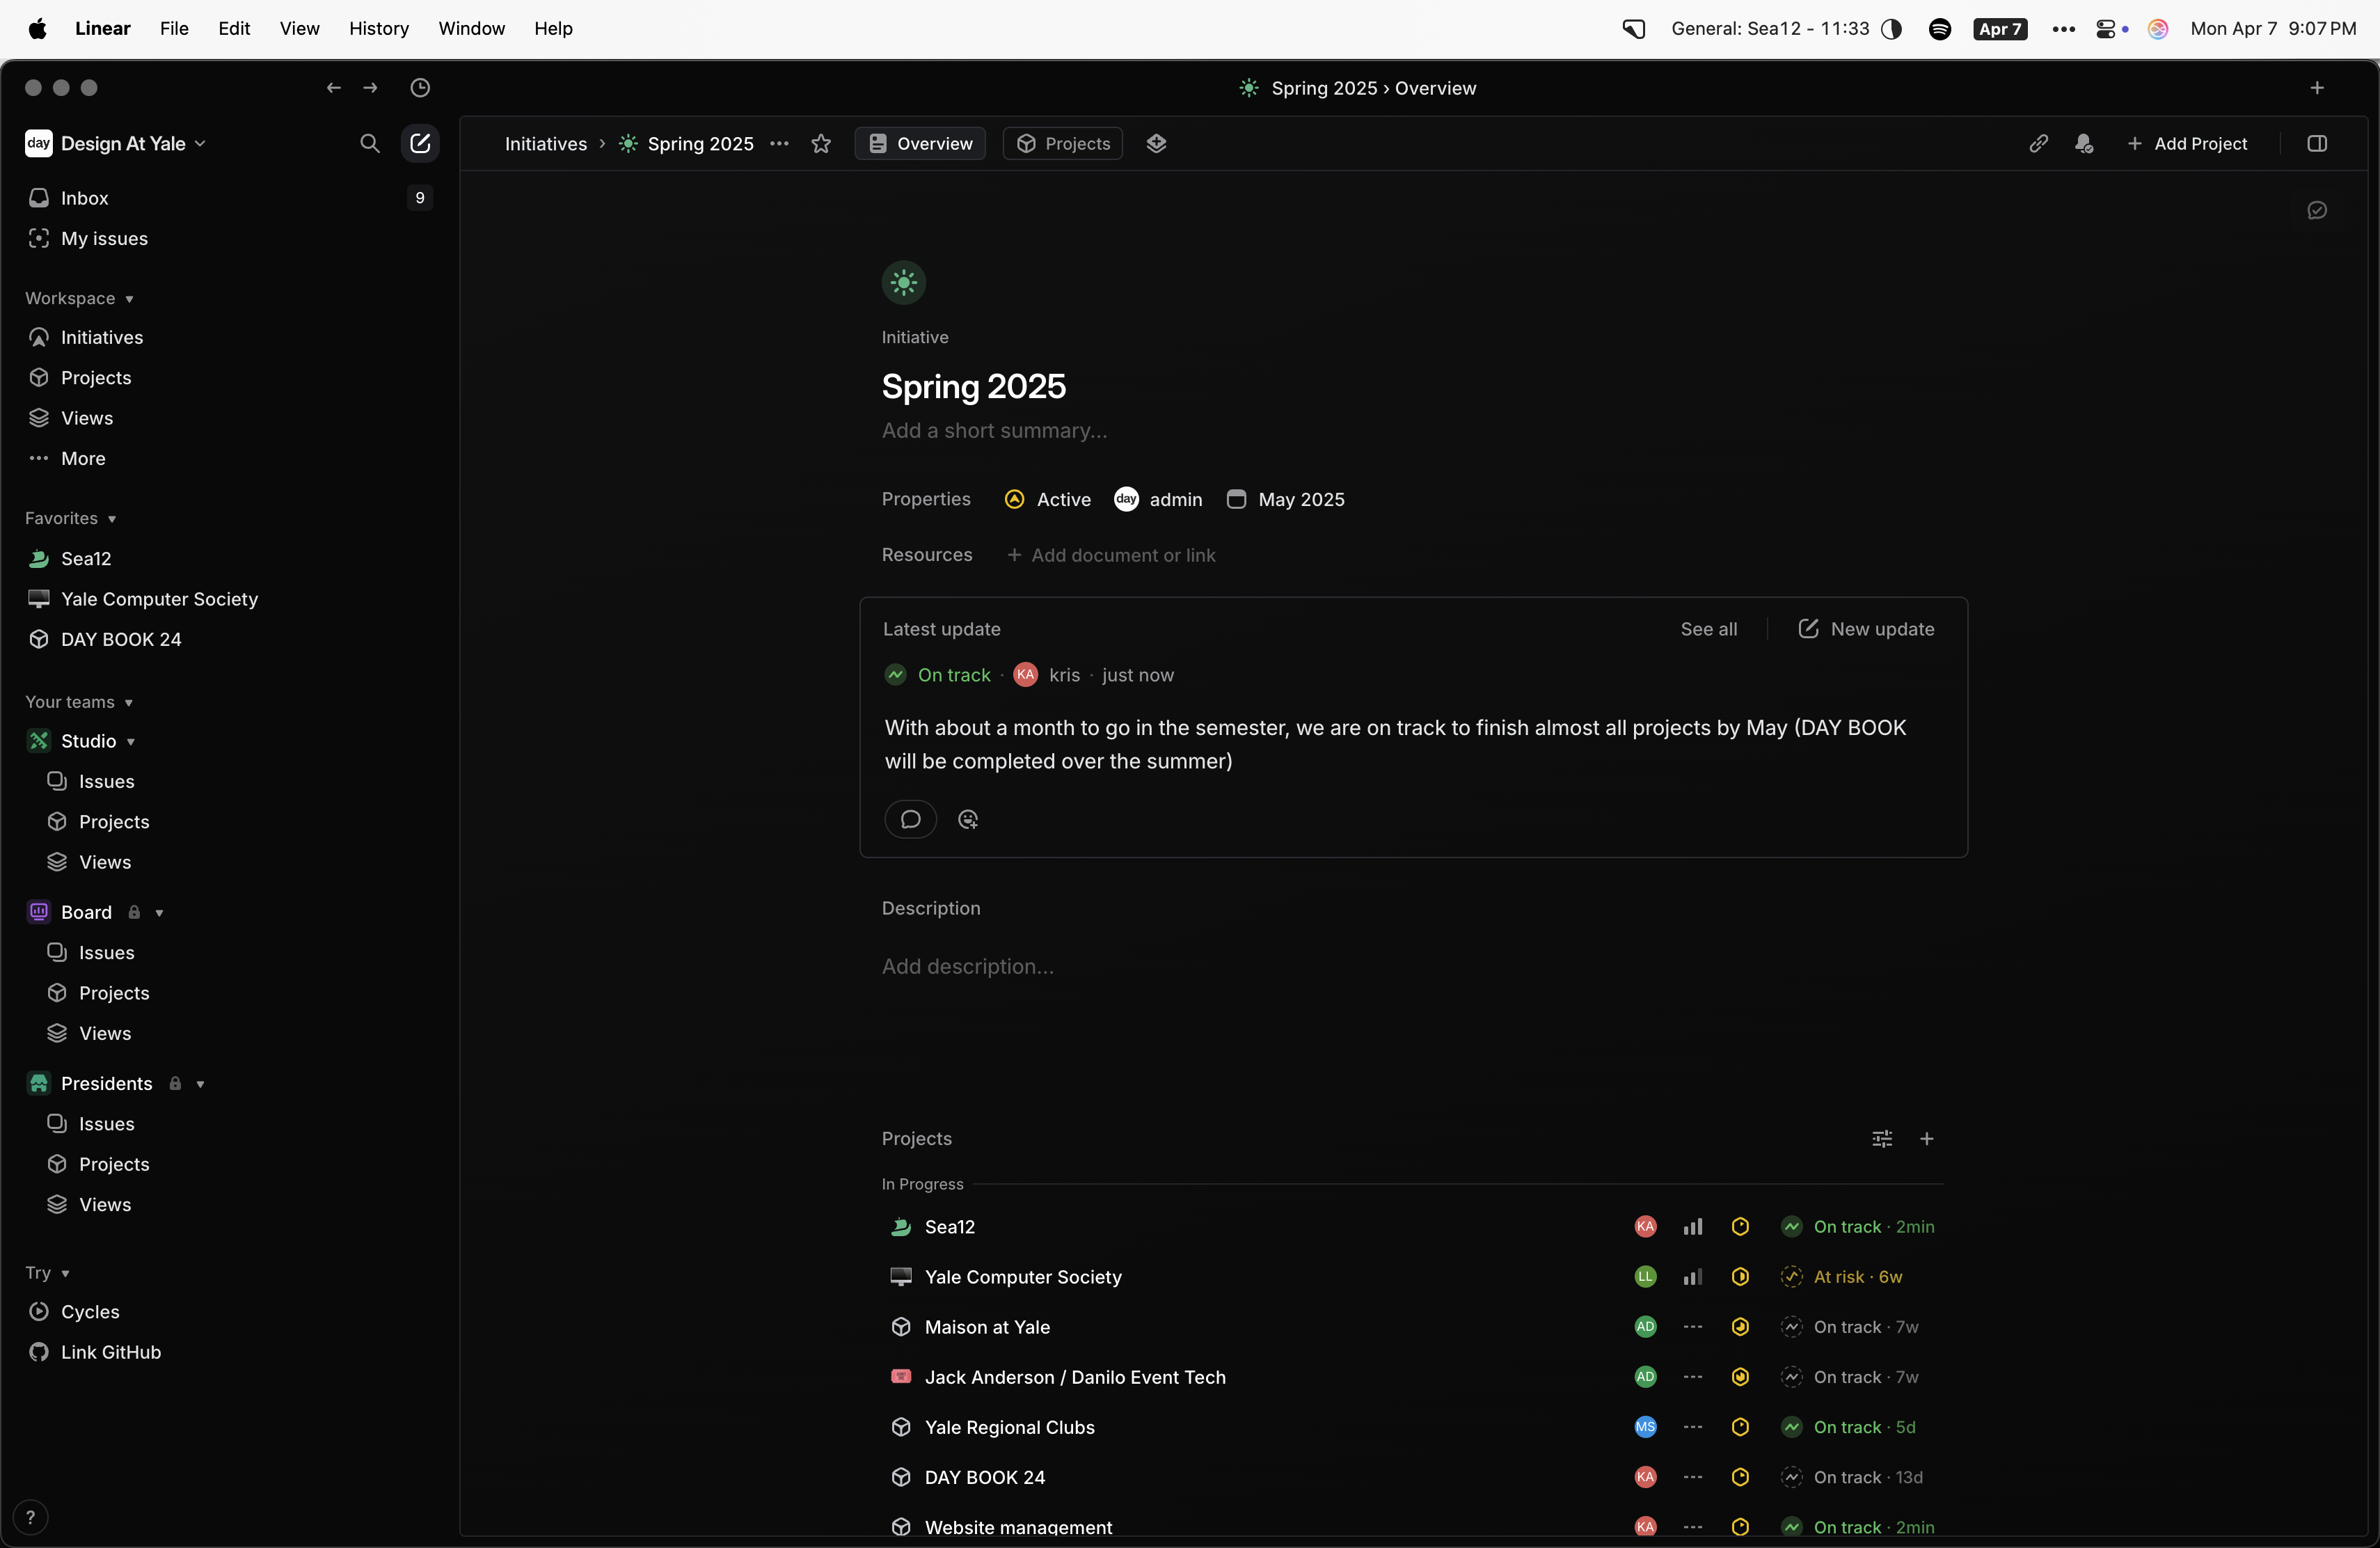 Linear File Edit View History Window Help
General: Sea12 - 11:33 Apr 7 Mon Apr 7 9:07 PM
Spring 2025 › Overview
day Design At Yale
Inbox 9
My issues
Workspace
Initiatives
Projects
Views
More
Favorites
Sea12
Yale Computer Society
DAY BOOK 24
Your teams
Studio
Issues
Projects
Views
Board
Issues
Projects
Views
Presidents
Issues
Projects
Views
Try
Cycles
Link GitHub
?
Initiatives › Spring 2025 Overview Projects
Add Project
Initiative
Spring 2025
Add a short summary...
Properties Active day admin May 2025
Resources + Add document or link
Latest update See all New update
On track · KA kris · just now
With about a month to go in the semester, we are on track to finish almost all projects by May (DAY BOOK
will be completed over the summer)
Description
Add description...
Projects
In Progress
Sea12 KA On track · 2min
Yale Computer Society LL At risk · 6w
Maison at Yale AD On track · 7w
Jack Anderson / Danilo Event Tech AD On track · 7w
Yale Regional Clubs MS On track · 5d
DAY BOOK 24 KA On track · 13d
Website management KA On track · 2min